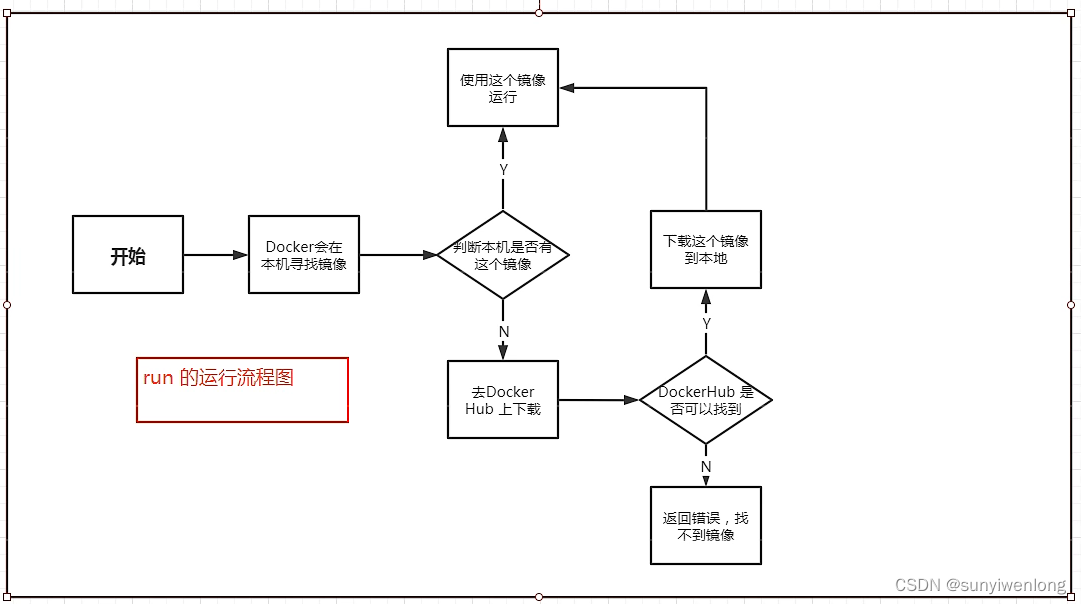 使用这个镜像
运行
Y
开始
Docker会在
本机寻找镜像
判断本机是否有
这个镜像
下载这个镜像
到本地
N
Y
run 的运行流程图
去Docker
Hub 上下载
DockerHub 是
否可以找到
N
返回错误，找
不到镜像
CSDN @sunyiwenlong